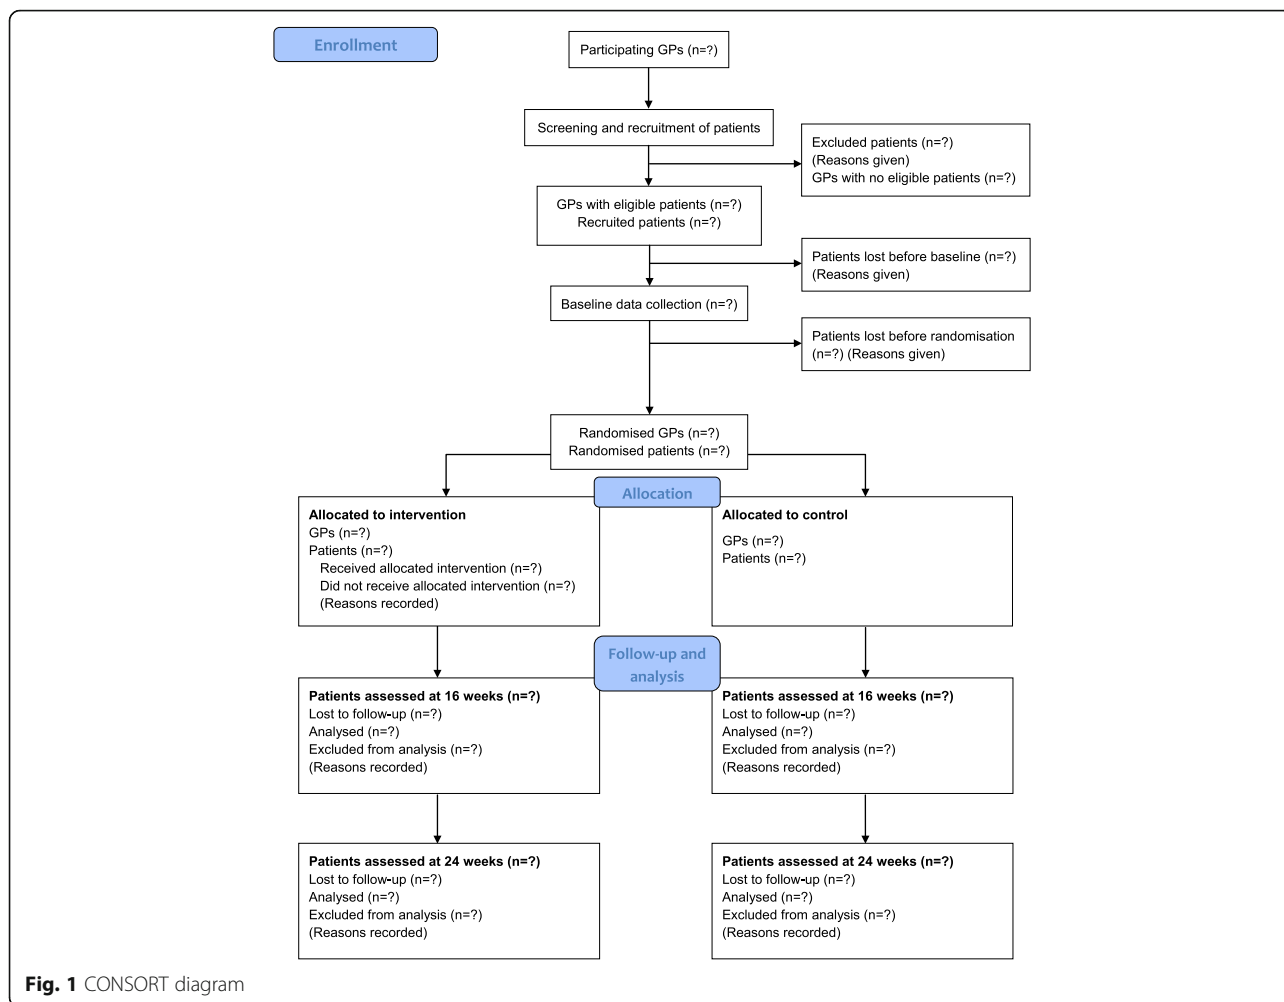 Enrollment
Participating GPs (n=?)
Screening and recruitment of patients
Excluded patients (n=?)
(Reasons given)
GPs with no eligible patients (n=?)
GPs with eligible patients (n=?)
Recruited patients (n=?)
Patients lost before baseline (n=?)
(Reasons given)
Baseline data collection (n=?)
Patients lost before randomisation
(n=?) (Reasons given)
Randomised GPs (n=?)
Randomised patients (n=?)
Allocation
Allocated to intervention
GPs (n=?)
Patients (n=?)
Received allocated intervention (n=?)
Did not receive allocated intervention (n=?)
(Reasons recorded)
Allocated to control
GPs (n=?)
Patients (n=?)
Follow-up and
analysis
Patients assessed at 16 weeks (n=?)
Lost to follow-up (n=?)
Analysed (n=?)
Excluded from analysis (n=?)
(Reasons recorded)
Patients assessed at 16 weeks (n=?)
Lost to follow-up (n=?)
Analysed (n=?)
Excluded from analysis (n=?)
(Reasons recorded)
Patients assessed at 24 weeks (n=?)
Lost to follow-up (n=?)
Analysed (n=?)
Excluded from analysis (n=?)
(Reasons recorded)
Patients assessed at 24 weeks (n=?)
Lost to follow-up (n=?)
Analysed (n=?)
Excluded from analysis (n=?)
(Reasons recorded)
Fig. 1 CONSORT diagram